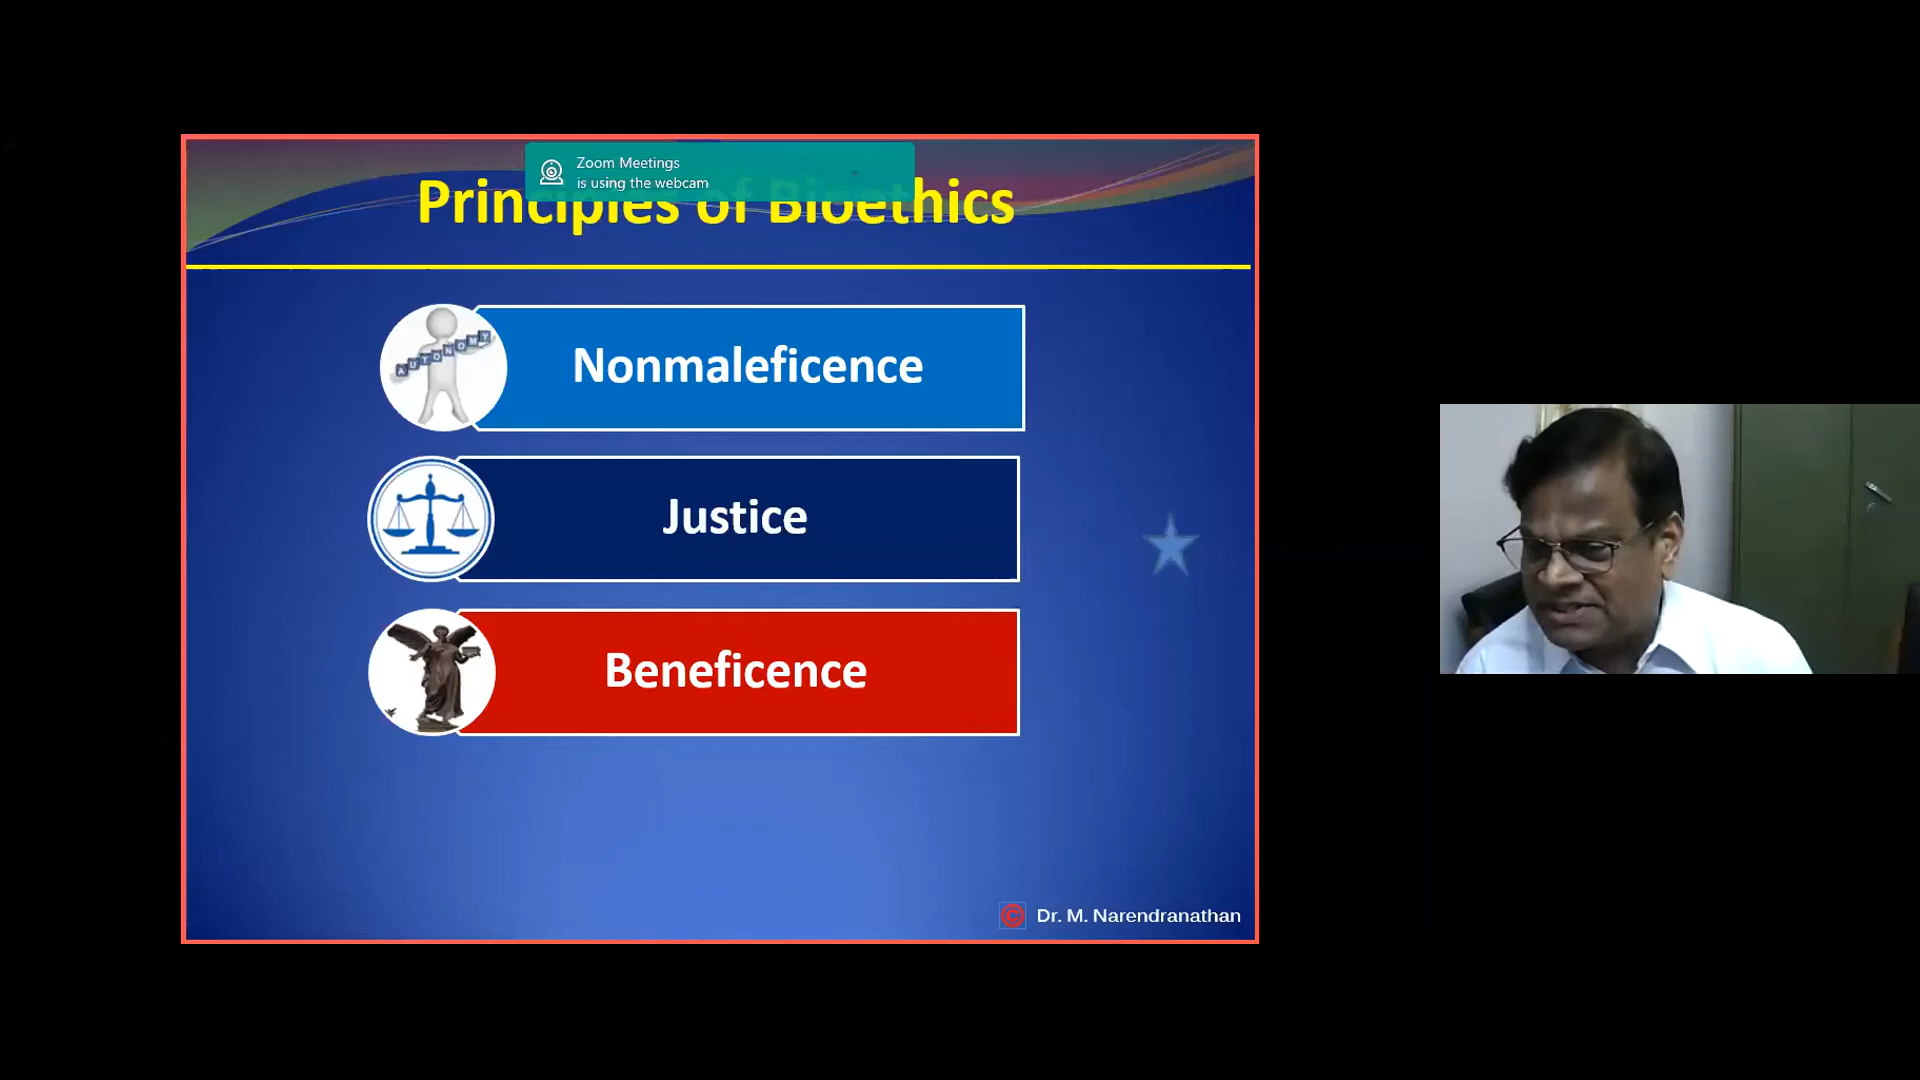 Zoom Meetings
is using the webcam
Principles of Bioethics
AUTONOMY
Nonmaleficence
Justice
Beneficence
© Dr. M. Narendranathan